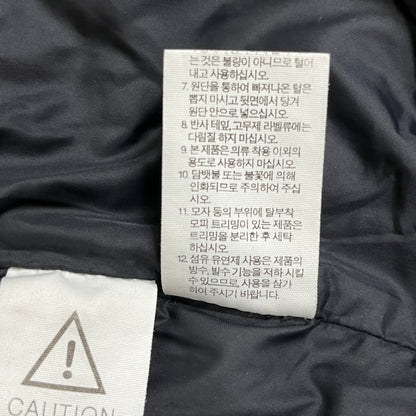 는 것은 불량이 아니므로 털어
내고 사용하십시오.
7. 원단을 통하여 빠져나온 털은
뽑지 마시고 뒷면에서 당겨
원단 안으로 넣으십시오.
8. 반사 테잎, 고무제 라벨류에는
다림질 하지 마십시오.
9. 본 제품은 의류 착용 이외의
용도로 사용하지 마십시오.
10. 담뱃불 또는 불꽃에 의해
인화되므로 주의하여 주십
시오.
11. 모자 등의 부위에 탈부착
모피 트리밍이 있는 제품은
트리밍을 분리한 후 세탁
하십시오.
12. 섬유 유연제 사용은 제품의
방수, 발수 기능을 저하 시킬
수 있으므로, 사용을 삼가
하여 주시기 바랍니다.
CAUTION